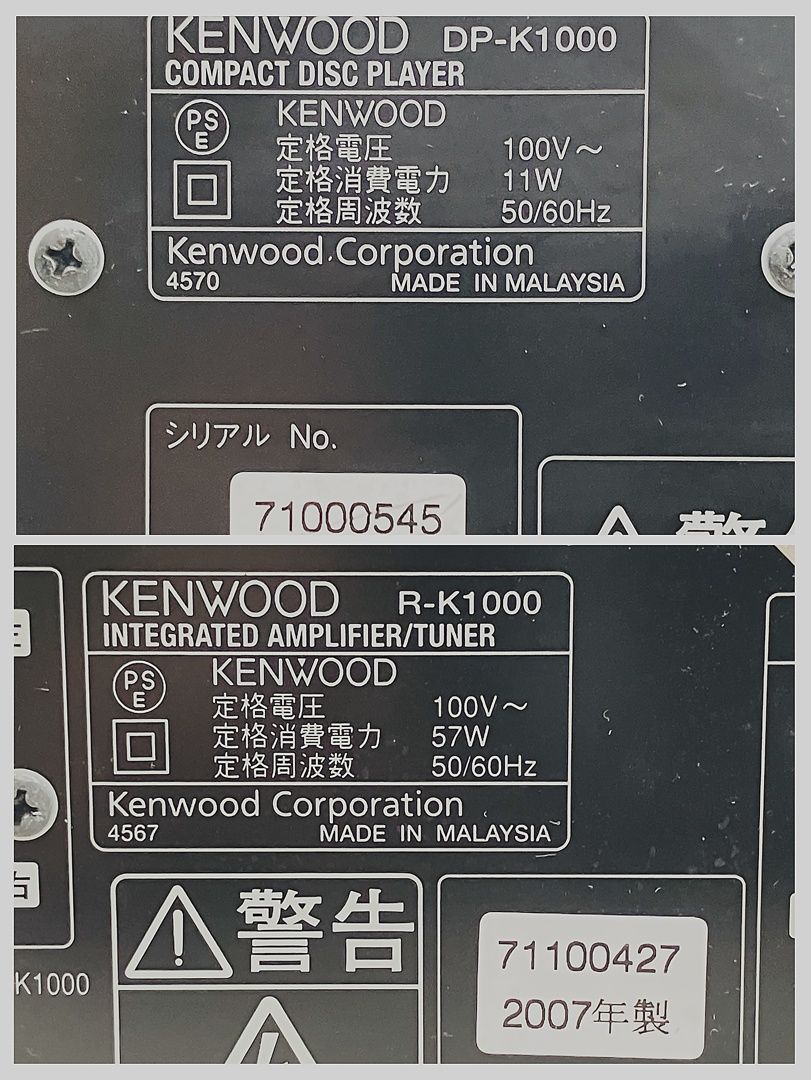 KENWOOD DP-K1000
COMPACT DISC PLAYER
PS
E
KENWOOD
定格電圧 100V～
定格消費電力 11W
定格周波数 50/60Hz
Kenwood Corporation
4570 MADE IN MALAYSIA
シリアル No.
71000545
KENWOOD R-K1000
INTEGRATED AMPLIFIER/TUNER
PS
E
KENWOOD
定格電圧 100V～
定格消費電力 57W
定格周波数 50/60Hz
Kenwood Corporation
4567 MADE IN MALAYSIA
警告
K1000
71100427
2007年製